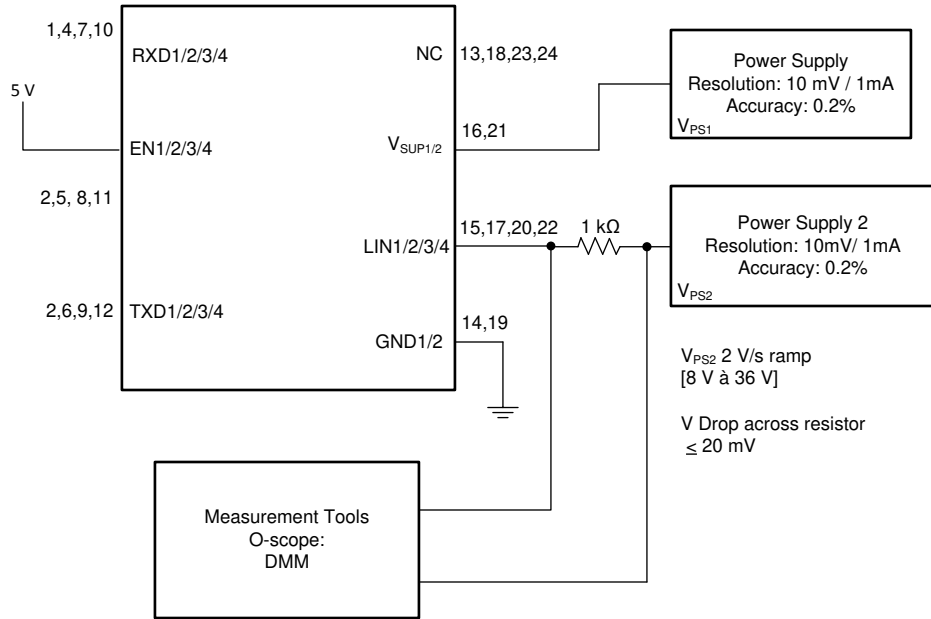 1,4,7,10
RXD1/2/3/4
5 V
EN1/2/3/4
2,5, 8,11
2,6,9,12
TXD1/2/3/4
NC
13,18,23,24
16,21
VSUP1/2
15,17,20,22
LIN1/2/3/4
14,19
GND1/2
1 kΩ
Power Supply
Resolution: 10 mV / 1mA
Accuracy: 0.2%
VPS1
Power Supply 2
Resolution: 10mV/ 1mA
Accuracy: 0.2%
VPS2
VPS2 2 V/s ramp
[8 V à 36 V]
V Drop across resistor
≤ 20 mV
Measurement Tools
O-scope:
DMM